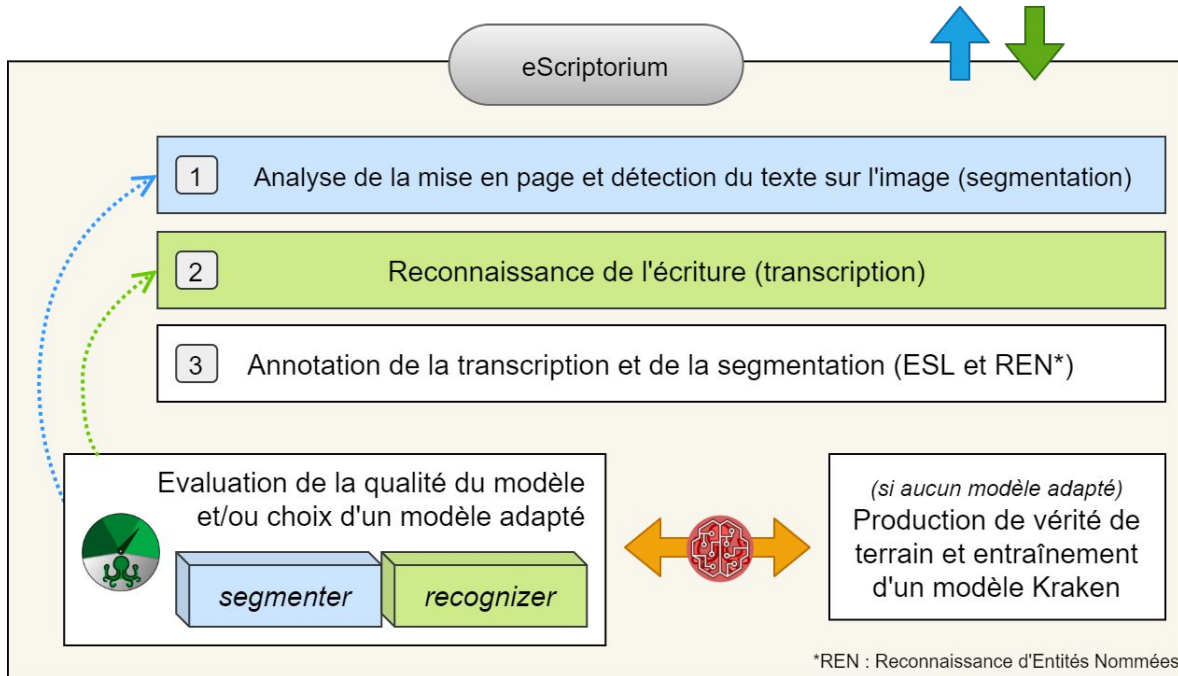 eScriptorium
1 Analyse de la mise en page et détection du texte sur l'image (segmentation)
2 Reconnaissance de l'écriture (transcription)
3 Annotation de la transcription et de la segmentation (ESL et REN*)
Evaluation de la qualité du modèle
et/ou choix d'un modèle adapté
segmenter recognizer
(si aucun modèle adapté)
Production de vérité de
terrain et entraînement
d'un modèle Kraken
*REN : Reconnaissance d'Entités Nommées